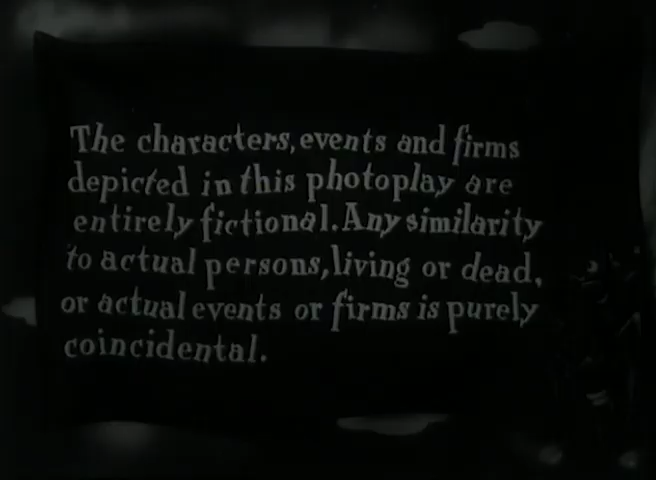 The characters, events and firms
depicted in this photoplay are
entirely fictional. Any similarity
to actual persons, living or dead,
or actual events or firms is purely
coincidental.